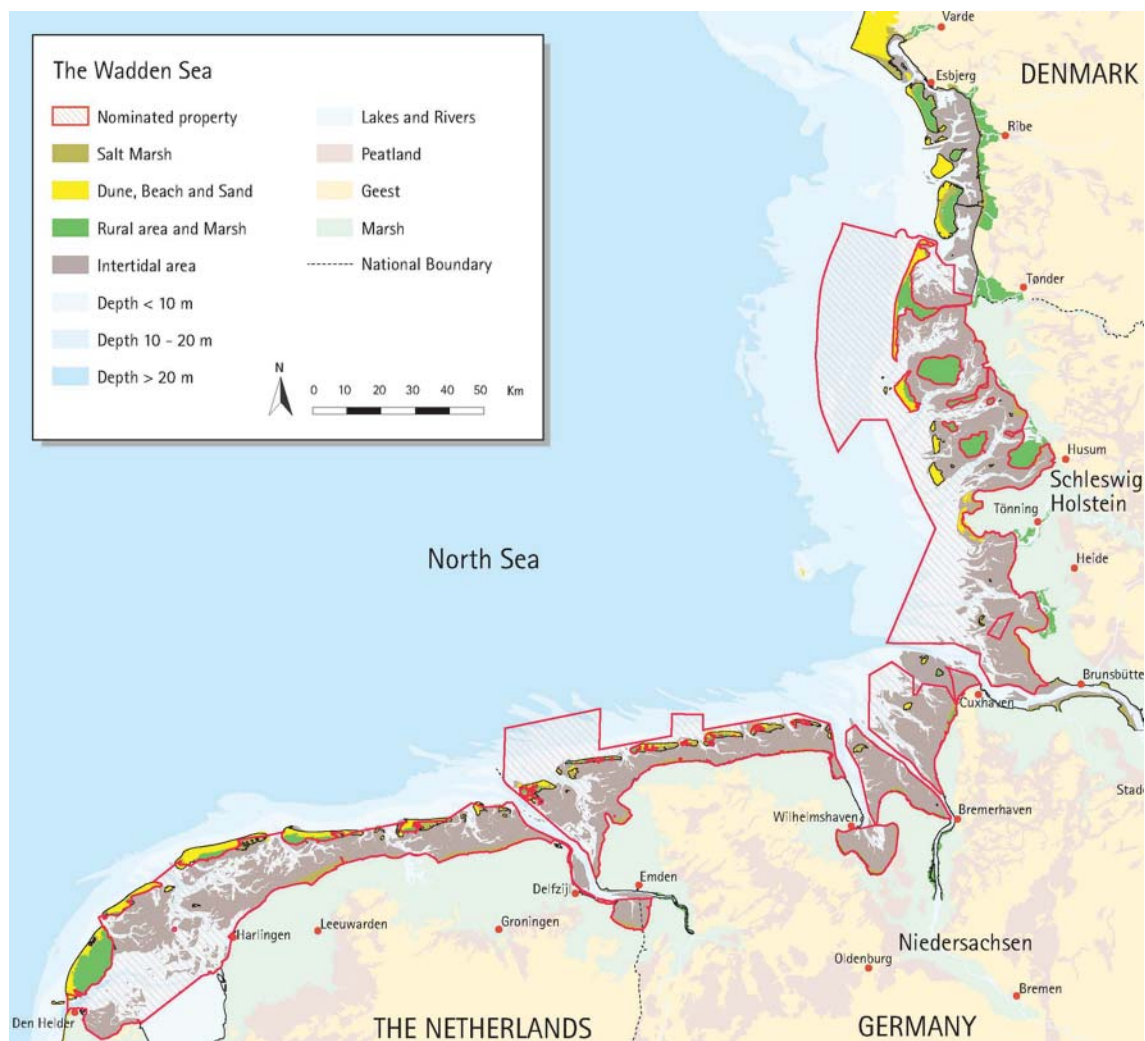 The Wadden Sea
Nominated property
Salt Marsh
Dune, Beach and Sand
Rural area and Marsh
Intertidal area
Depth < 10 m
Depth 10 - 20 m
Depth > 20 m
Lakes and Rivers
Peatland
Geest
Marsh
National Boundary
N
0 10 20 30 40 50 Km
Varde
Esbjerg
DENMARK
Ribe
Tønder
Husum
Schleswig
Holstein
Tönning
North Sea
Heide
Brunsbütte
Cuxhaven
Stade
Bremerhaven
Wilhelmshaven
Emden
Delfzijl
Groningen
Leeuwarden
Harlingen
Niedersachsen
Oldenburg
Bremen
Den Helder
THE NETHERLANDS
GERMANY